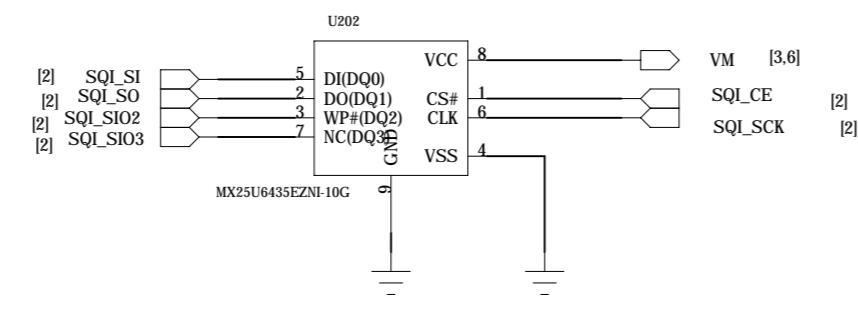 U202
[2] SQI_SI 5 DI(DQ0) VCC 8 VM [3,6]
[2] SQI_SO 2 DO(DQ1) CS# 1 SQI_CE [2]
[2] SQI_SIO2 3 WP#(DQ2) CLK 6 SQI_SCK [2]
[2] SQI_SIO3 7 NC(DQ3) GND VSS 4
MX25U6435EZNI-10G 9